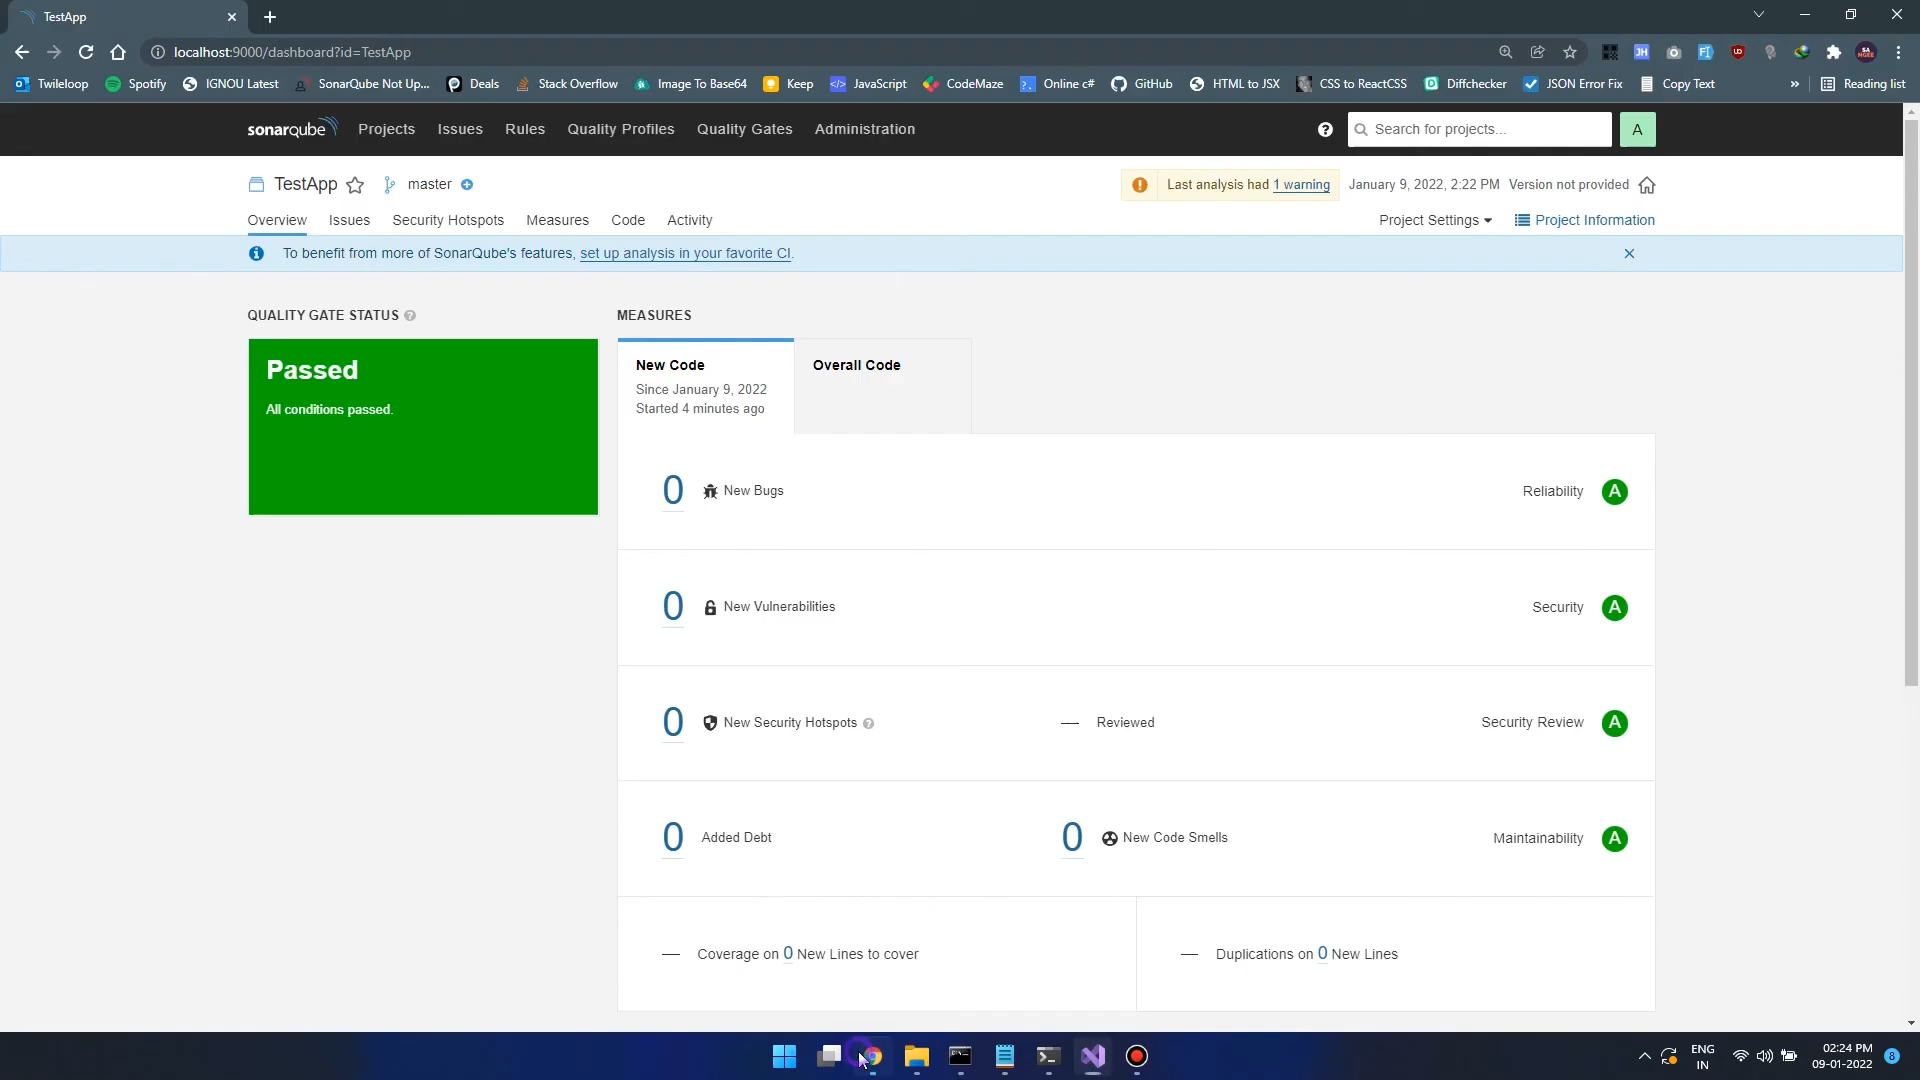 TestApp
localhost:9000/dashboard?id=TestApp
Twileloop
Spotify
IGNOU Latest
SonarQube Not Up...
Deals
Stack Overflow
Image To Base64
Keep
JavaScript
CodeMaze
Online c#
GitHub
HTML to JSX
CSS to ReactCSS
Diffchecker
JSON Error Fix
Copy Text
»
Reading list
sonarqube
Projects
Issues
Rules
Quality Profiles
Quality Gates
Administration
Search for projects...
A
TestApp
master
Last analysis had 1 warning
January 9, 2022, 2:22 PM
Version not provided
Overview
Issues
Security Hotspots
Measures
Code
Activity
Project Settings
Project Information
To benefit from more of SonarQube's features, set up analysis in your favorite CI.
QUALITY GATE STATUS
MEASURES
Passed
All conditions passed.
New Code
Since January 9, 2022
Started 4 minutes ago
Overall Code
0 New Bugs
Reliability A
0 New Vulnerabilities
Security A
0 New Security Hotspots
— Reviewed
Security Review A
0 Added Debt
0 New Code Smells
Maintainability A
— Coverage on 0 New Lines to cover
— Duplications on 0 New Lines
ENG
IN
02:24 PM
09-01-2022
8